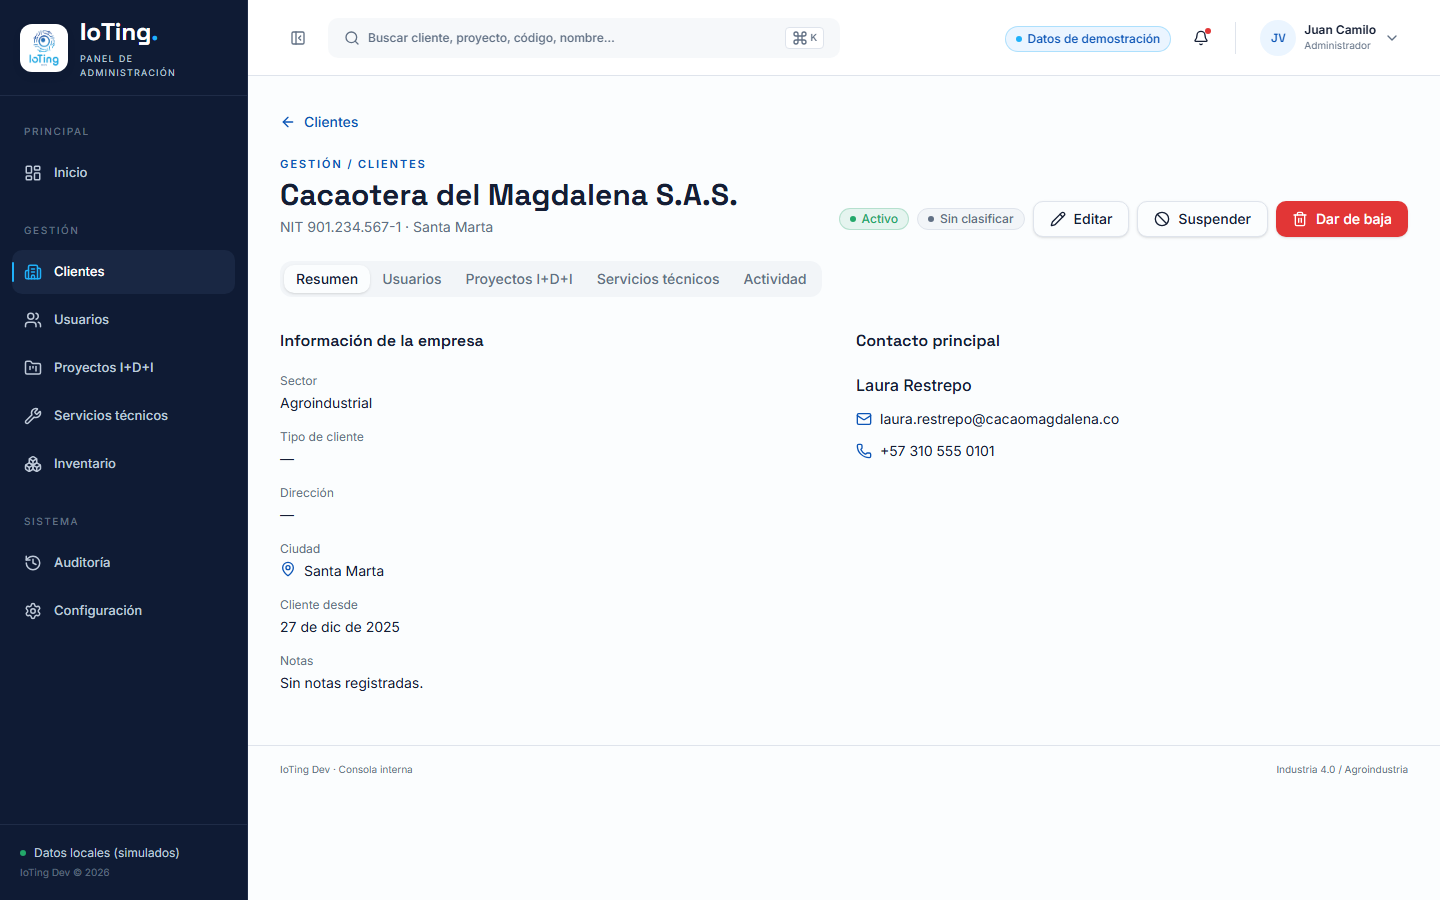 IoTing
IoTing.
PANEL DE
ADMINISTRACIÓN
Buscar cliente, proyecto, código, nombre...
⌘ K
Datos de demostración
JV
Juan Camilo
Administrador
PRINCIPAL
Inicio
GESTIÓN
Clientes
Usuarios
Proyectos I+D+I
Servicios técnicos
Inventario
SISTEMA
Auditoría
Configuración
Datos locales (simulados)
IoTing Dev © 2026
Clientes
GESTIÓN / CLIENTES
Cacaotera del Magdalena S.A.S.
NIT 901.234.567-1 · Santa Marta
Activo
Sin clasificar
Editar
Suspender
Dar de baja
Resumen
Usuarios
Proyectos I+D+I
Servicios técnicos
Actividad
Información de la empresa
Sector
Agroindustrial
Tipo de cliente
—
Dirección
—
Ciudad
Santa Marta
Cliente desde
27 de dic de 2025
Notas
Sin notas registradas.
Contacto principal
Laura Restrepo
laura.restrepo@cacaomagdalena.co
+57 310 555 0101
IoTing Dev · Consola interna
Industria 4.0 / Agroindustria